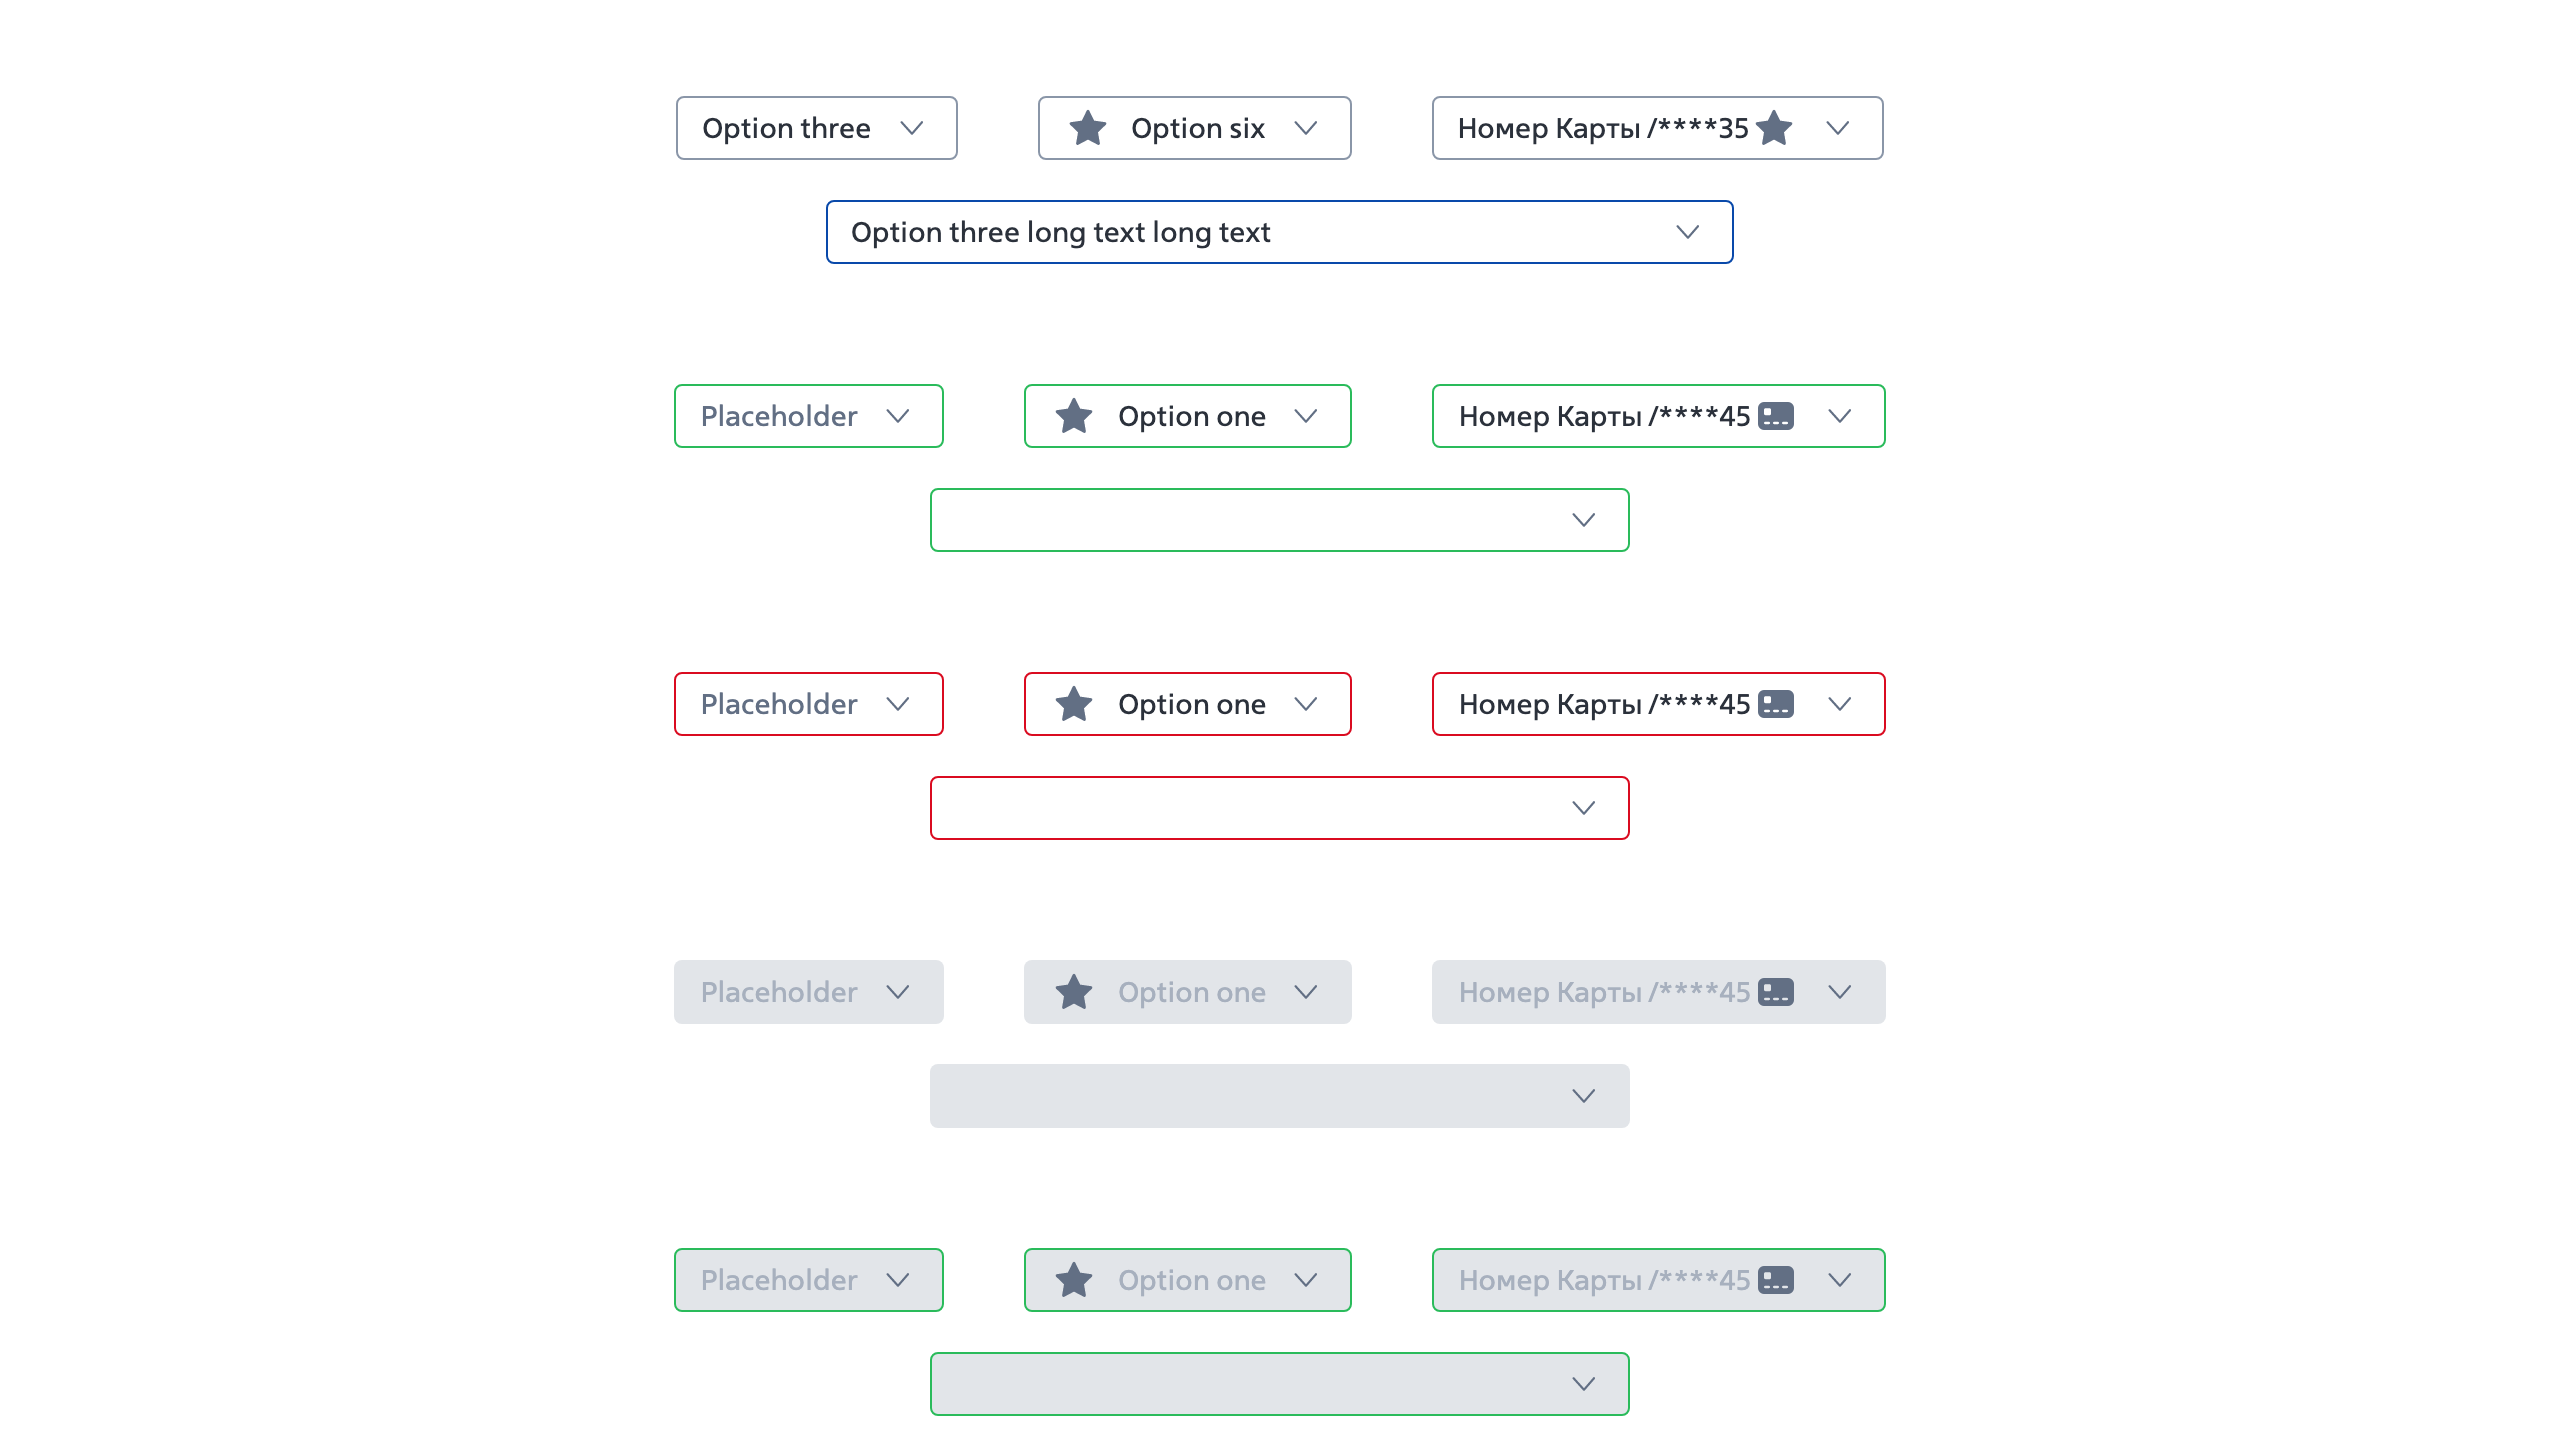 Option three
Option six
Номер Карты /****35
Option three long text long text
Placeholder
Option one
Номер Карты /****45
Placeholder
Option one
Номер Карты /****45
Placeholder
Option one
Номер Карты /****45
Placeholder
Option one
Номер Карты /****45